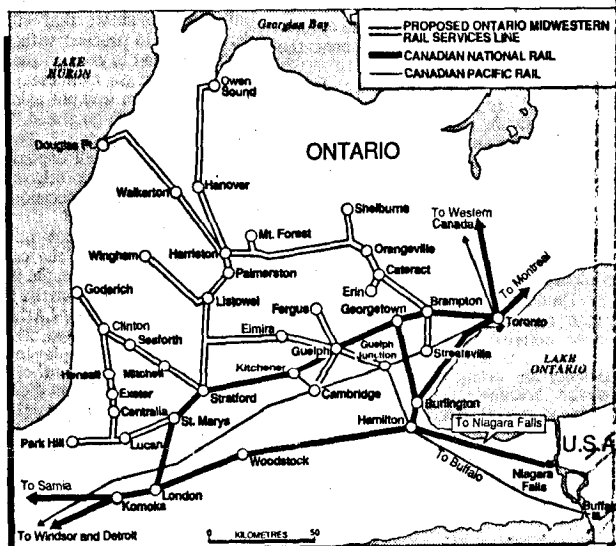 Georgian Bay
PROPOSED ONTARIO MIDWESTERN
RAIL SERVICES LINE
CANADIAN NATIONAL RAIL
CANADIAN PACIFIC RAIL
LAKE
HURON
Owen
Sound
Douglas Pt.
ONTARIO
Walkerton
Hanover
Shelburne
To Western
Canada
Mt. Forest
To Montreal
Wingham
Harriston
Orangeville
Palmerston
Cataract
Goderich
Erin
Listowel
Fergus
Brampton
Georgetown
Toronto
Clinton
Elmira
Seaforth
Guelph
Guelph
Junction
Streetsville
LAKE
ONTARIO
Hensall
Mitchell
Kitchener
Exeter
Stratford
Cambridge
Burlington
Centralia
St. Marys
Hamilton
To Niagara Falls
Park Hill
Lucan
U.S.A
Woodstock
To Buffalo
Niagara
Falls
To Sarnia
London
Komoka
Buffalo
To Windsor and Detroit
0 KILOMETRES 50